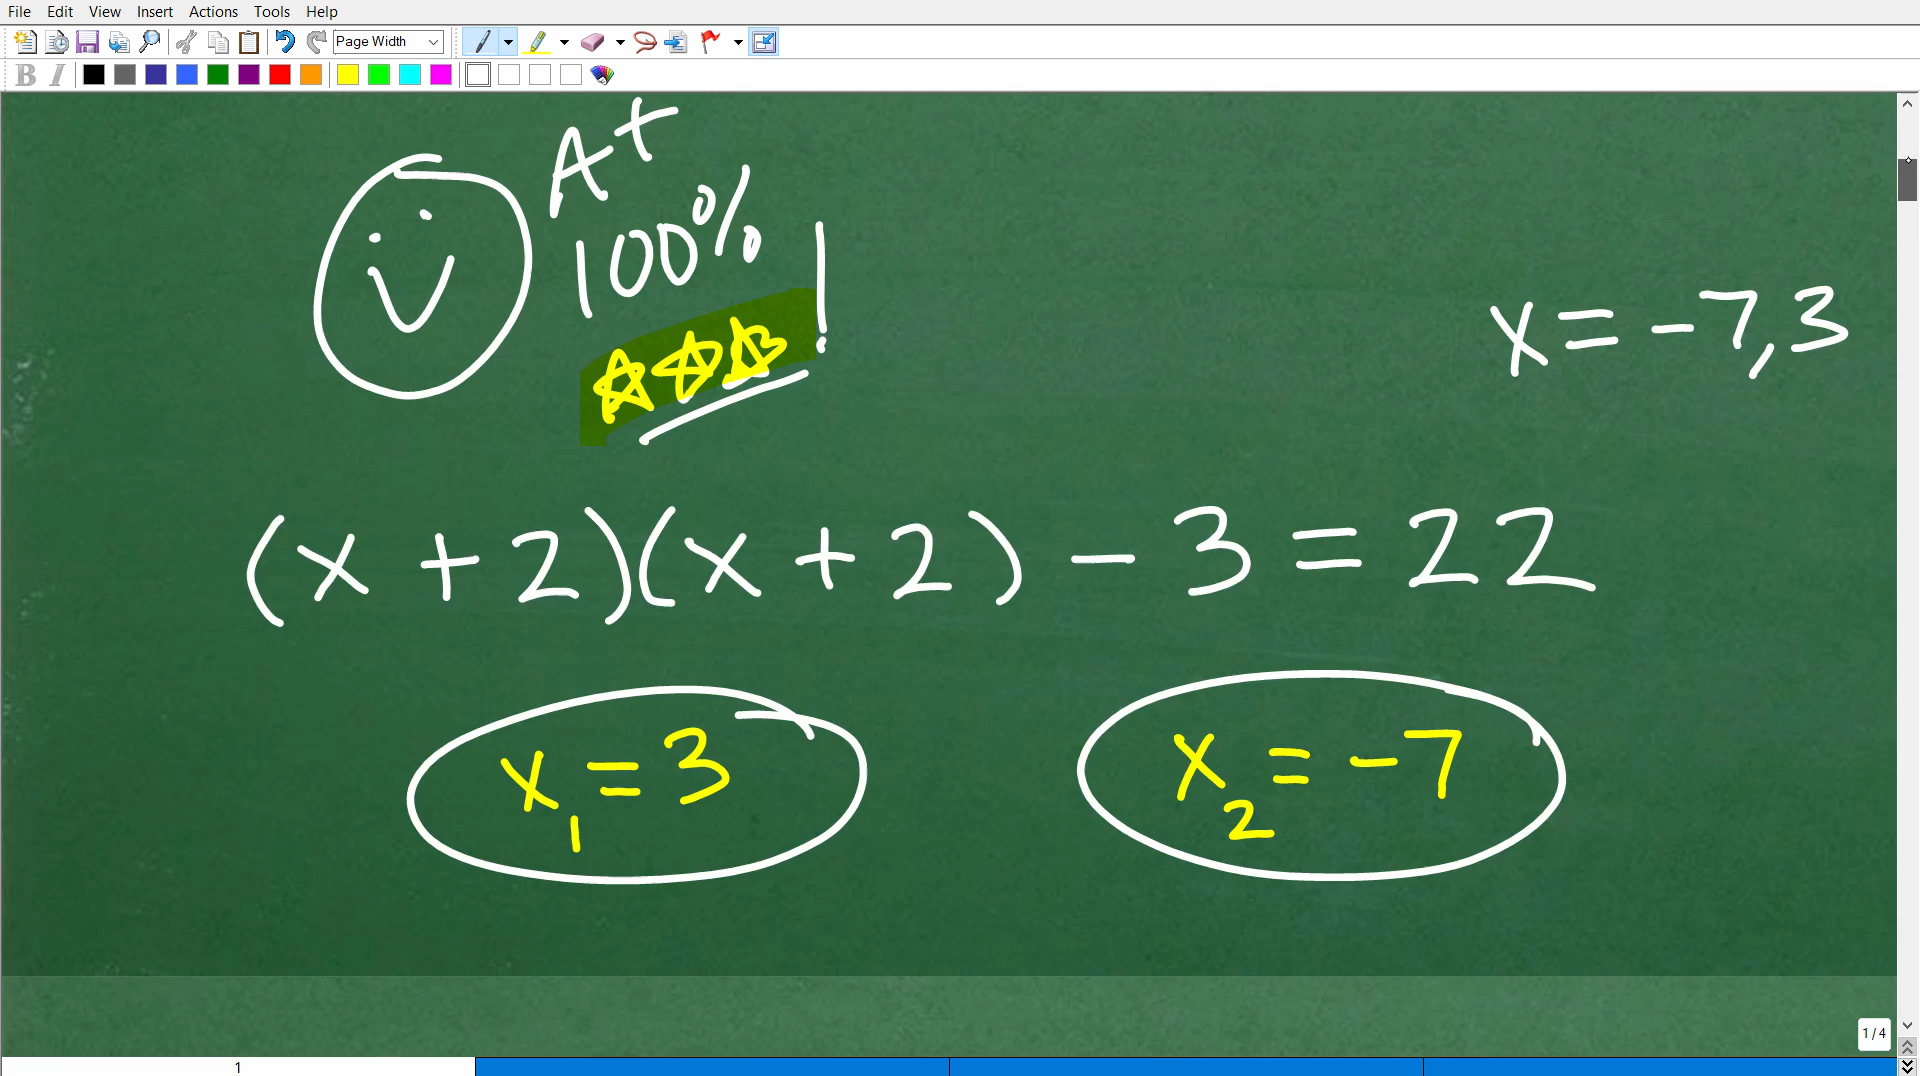 File Edit View Insert Actions Tools Help
Page Width
B I
A+
100%!
x = -7,3
(x + 2)(x + 2) - 3 = 22
x₁ = 3
x₂ = -7
1 / 4
1